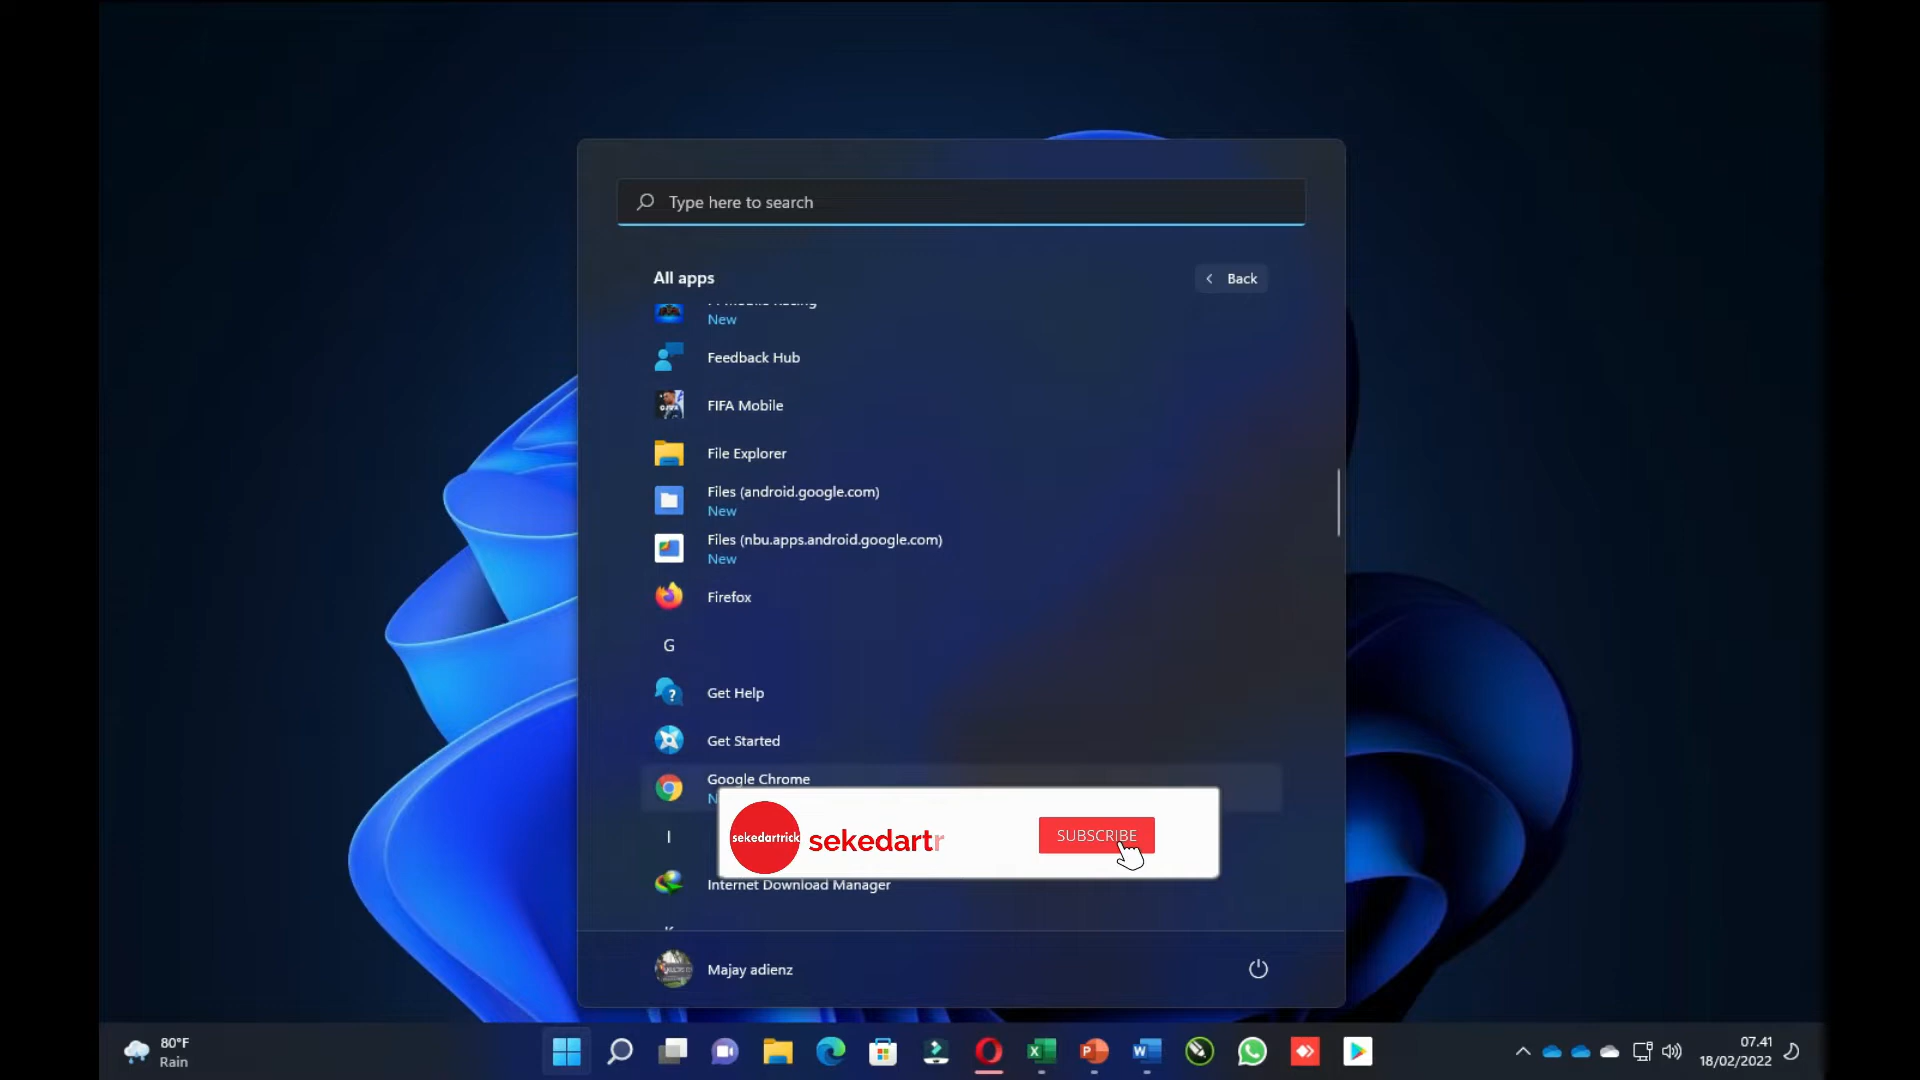 Type here to search
All apps
Back
New
Feedback Hub
FIFA Mobile
File Explorer
Files (android.google.com)
New
Files (nbu.apps.android.google.com)
New
Firefox
G
Get Help
Get Started
Google Chrome
I
sekedartrick
sekedartr
SUBSCRIBE
Internet Download Manager
Majay adienz
80°F
Rain
07.41
18/02/2022